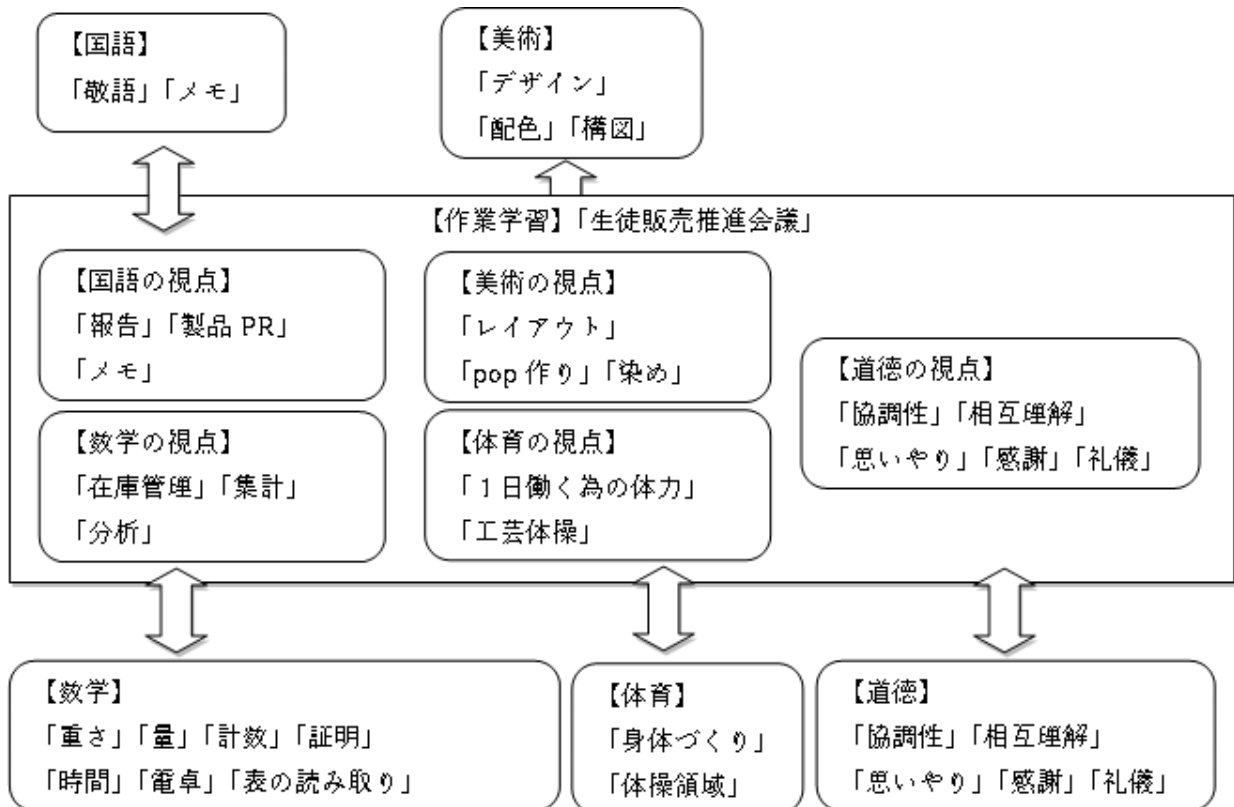 【国語】
「敬語」「メモ」
【美術】
「デザイン」
「配色」「構図」
【作業学習】「生徒販売推進会議」
【国語の視点】
「報告」「製品 PR」
「メモ」
【美術の視点】
「レイアウト」
「pop 作り」「染め」
【道徳の視点】
「協調性」「相互理解」
「思いやり」「感謝」「礼儀」
【数学の視点】
「在庫管理」「集計」
「分析」
【体育の視点】
「1日働く為の体力」
「工芸体操」
【数学】
「重さ」「量」「計数」「証明」
「時間」「電卓」「表の読み取り」
【体育】
「身体づくり」
「体操領域」
【道徳】
「協調性」「相互理解」
「思いやり」「感謝」「礼儀」